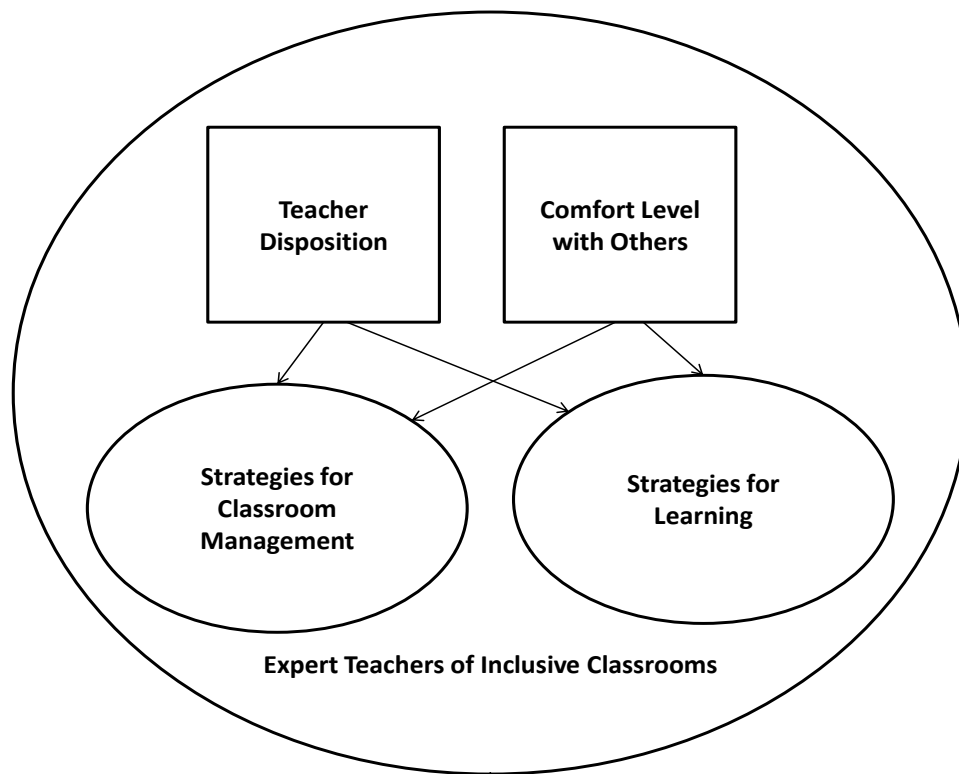 Teacher
Disposition
Comfort Level
with Others
Strategies for
Classroom
Management
Strategies for
Learning
Expert Teachers of Inclusive Classrooms